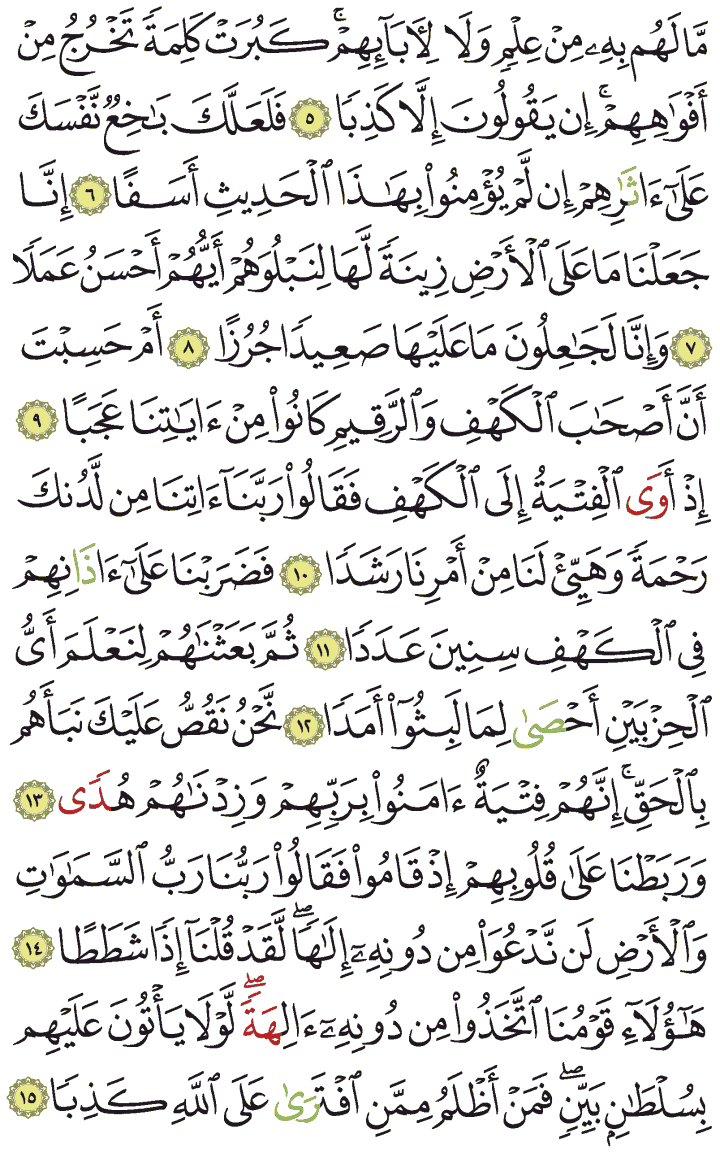 مَّا لَهُم بِهِۦ مِنۡ عِلۡمٖ وَلَا لِأٓبَآئِهِمۡۚ كَبُرَتۡ كَلِمَةٗ تَخۡرُجُ مِنۡ
أَفۡوَٰهِهِمۡۚ إِن يَقُولُونَ إِلَّا كَذِبٗا ٥ فَلَعَلَّكَ بَٰخِعٞ نَّفۡسَكَ
عَلَىٰٓ ءَاثَٰرِهِمۡ إِن لَّمۡ يُؤۡمِنُواْ بِهَٰذَا ٱلۡحَدِيثِ أَسَفًا ٦ إِنَّا
جَعَلۡنَا مَا عَلَى ٱلۡأَرۡضِ زِينَةٗ لَّهَا لِنَبۡلُوَهُمۡ أَيُّهُمۡ أَحۡسَنُ عَمَلٗا
٧ وَإِنَّا لَجَٰعِلُونَ مَا عَلَيۡهَا صَعِيدٗا جُرُزًا ٨ أَمۡ حَسِبۡتَ
أَنَّ أَصۡحَٰبَ ٱلۡكَهۡفِ وَٱلرَّقِيمِ كَانُواْ مِنۡ ءَايَٰتِنَا عَجَبًا ٩
إِذۡ أَوَى ٱلۡفِتۡيَةُ إِلَى ٱلۡكَهۡفِ فَقَالُواْ رَبَّنَآ ءَاتِنَا مِن لَّدُنكَ
رَحۡمَةٗ وَهَيِّئۡ لَنَا مِنۡ أَمۡرِنَا رَشَدٗا ١٠ فَضَرَبۡنَا عَلَىٰٓ ءَاذَانِهِمۡ
فِي ٱلۡكَهۡفِ سِنِينَ عَدَدٗا ١١ ثُمَّ بَعَثۡنَٰهُمۡ لِنَعۡلَمَ أَيُّ
ٱلۡحِزۡبَيۡنِ أَحۡصَىٰ لِمَا لَبِثُوٓاْ أَمَدٗا ١٢ نَّحۡنُ نَقُصُّ عَلَيۡكَ نَبَأَهُم
بِٱلۡحَقِّۚ إِنَّهُمۡ فِتۡيَةٌ ءَامَنُواْ بِرَبِّهِمۡ وَزِدۡنَٰهُمۡ هُدٗى ١٣
وَرَبَطۡنَا عَلَىٰ قُلُوبِهِمۡ إِذۡ قَامُواْ فَقَالُواْ رَبُّنَا رَبُّ ٱلسَّمَٰوَٰتِ
وَٱلۡأَرۡضِ لَن نَّدۡعُوَاْ مِن دُونِهِۦٓ إِلَٰهٗاۖ لَّقَدۡ قُلۡنَآ إِذٗا شَطَطًا ١٤
هَٰٓؤُلَآءِ قَوۡمُنَا ٱتَّخَذُواْ مِن دُونِهِۦٓ ءَالِهَةٗۖ لَّوۡلَا يَأۡتُونَ عَلَيۡهِم
بِسُلۡطَٰنِۭ بَيِّنٖۖ فَمَنۡ أَظۡلَمُ مِمَّنِ ٱفۡتَرَىٰ عَلَى ٱللَّهِ كَذِبٗا ١٥